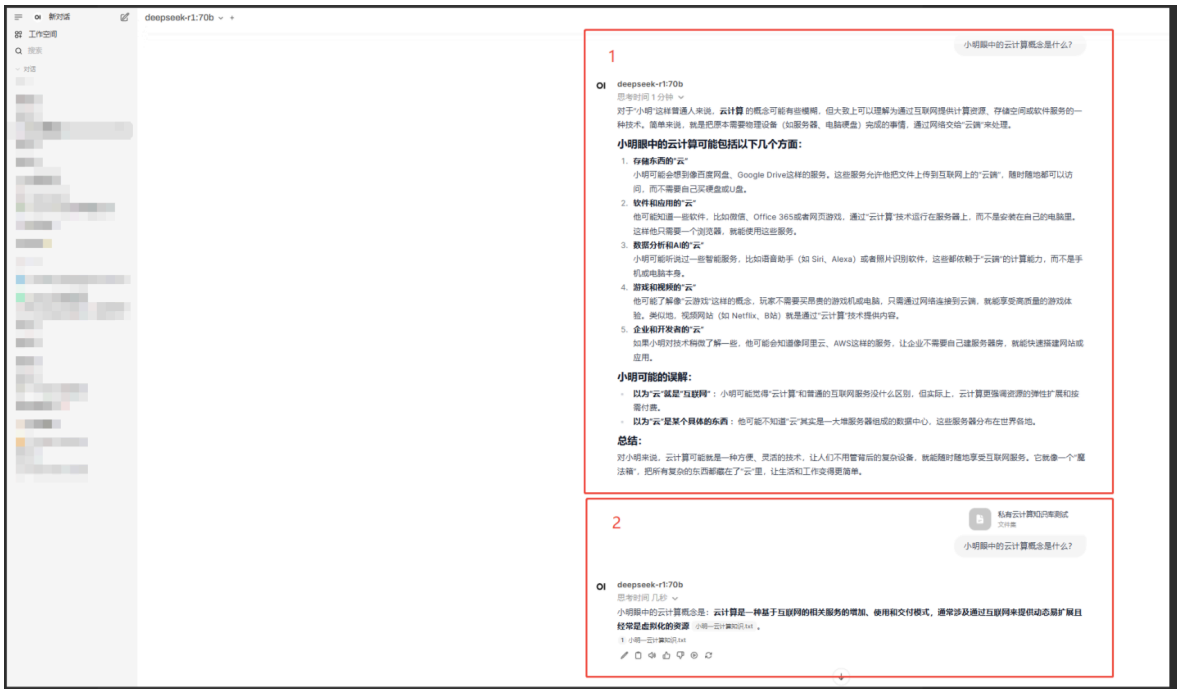 OI 新对话
deepseek-r1:70b
工作空间
搜索
对话
1
小明眼中的云计算概念是什么？
OI deepseek-r1:70b
思考时间 1 分钟
对于“小明”这样普通人来说，云计算 的概念可能有些模糊，但大致上可以理解为通过互联网提供计算资源、存储空间或软件服务的一
种技术。简单来说，就是把原本需要物理设备（如服务器、电脑硬盘）完成的事情，通过网络交给“云端”来处理。
小明眼中的云计算可能包括以下几个方面：
1. 存储东西的“云”
小明可能会想到像百度网盘、Google Drive这样的服务。这些服务允许他把文件上传到互联网上的“云端”，随时随地都可以访
问，而不需要自己买硬盘或U盘。
2. 软件和应用的“云”
他可能知道一些软件，比如微信、Office 365或者网页游戏，通过“云计算”技术运行在服务器上，而不是安装在自己的电脑里。
这样他只需要一个浏览器，就能使用这些服务。
3. 数据分析和AI的“云”
小明可能听说过一些智能服务，比如语音助手（如 Siri、Alexa）或者照片识别软件，这些都依赖于“云端”的计算能力，而不是手
机或电脑本身。
4. 游戏和视频的“云”
他可能了解像“云游戏”这样的概念，玩家不需要买昂贵的游戏机或电脑，只需通过网络连接到云端，就能享受高质量的游戏体
验。类似地，视频网站（如 Netflix、B站）就是通过“云计算”技术提供内容。
5. 企业和开发者的“云”
如果小明对技术稍微了解一些，他可能会知道像阿里云、AWS这样的服务，让企业不需要自己建服务器房，就能快速搭建网站或
应用。
小明可能的误解：
以为“云”就是“互联网”：小明可能觉得“云计算”和普通的互联网服务没什么区别，但实际上，云计算更强调资源的弹性扩展和按
需付费。
以为“云”是某个具体的东西：他可能不知道“云”其实是一大堆服务器组成的数据中心，这些服务器分布在世界各地。
总结：
对小明来说，云计算可能就是一种方便、灵活的技术，让人们不用管背后的复杂设备，就能随时随地享受互联网服务。它就像一个“魔
法箱”，把所有复杂的东西都藏在了“云”里，让生活和工作变得更简单。
2
私有云计算知识库测试
文件集
小明眼中的云计算概念是什么？
OI deepseek-r1:70b
思考时间 几秒
小明眼中的云计算概念是：云计算是一种基于互联网的相关服务的增加、使用和交付模式，通常涉及通过互联网来提供动态易扩展且
经常是虚拟化的资源 小明—云计算知识.txt 。
1 小明—云计算知识.txt